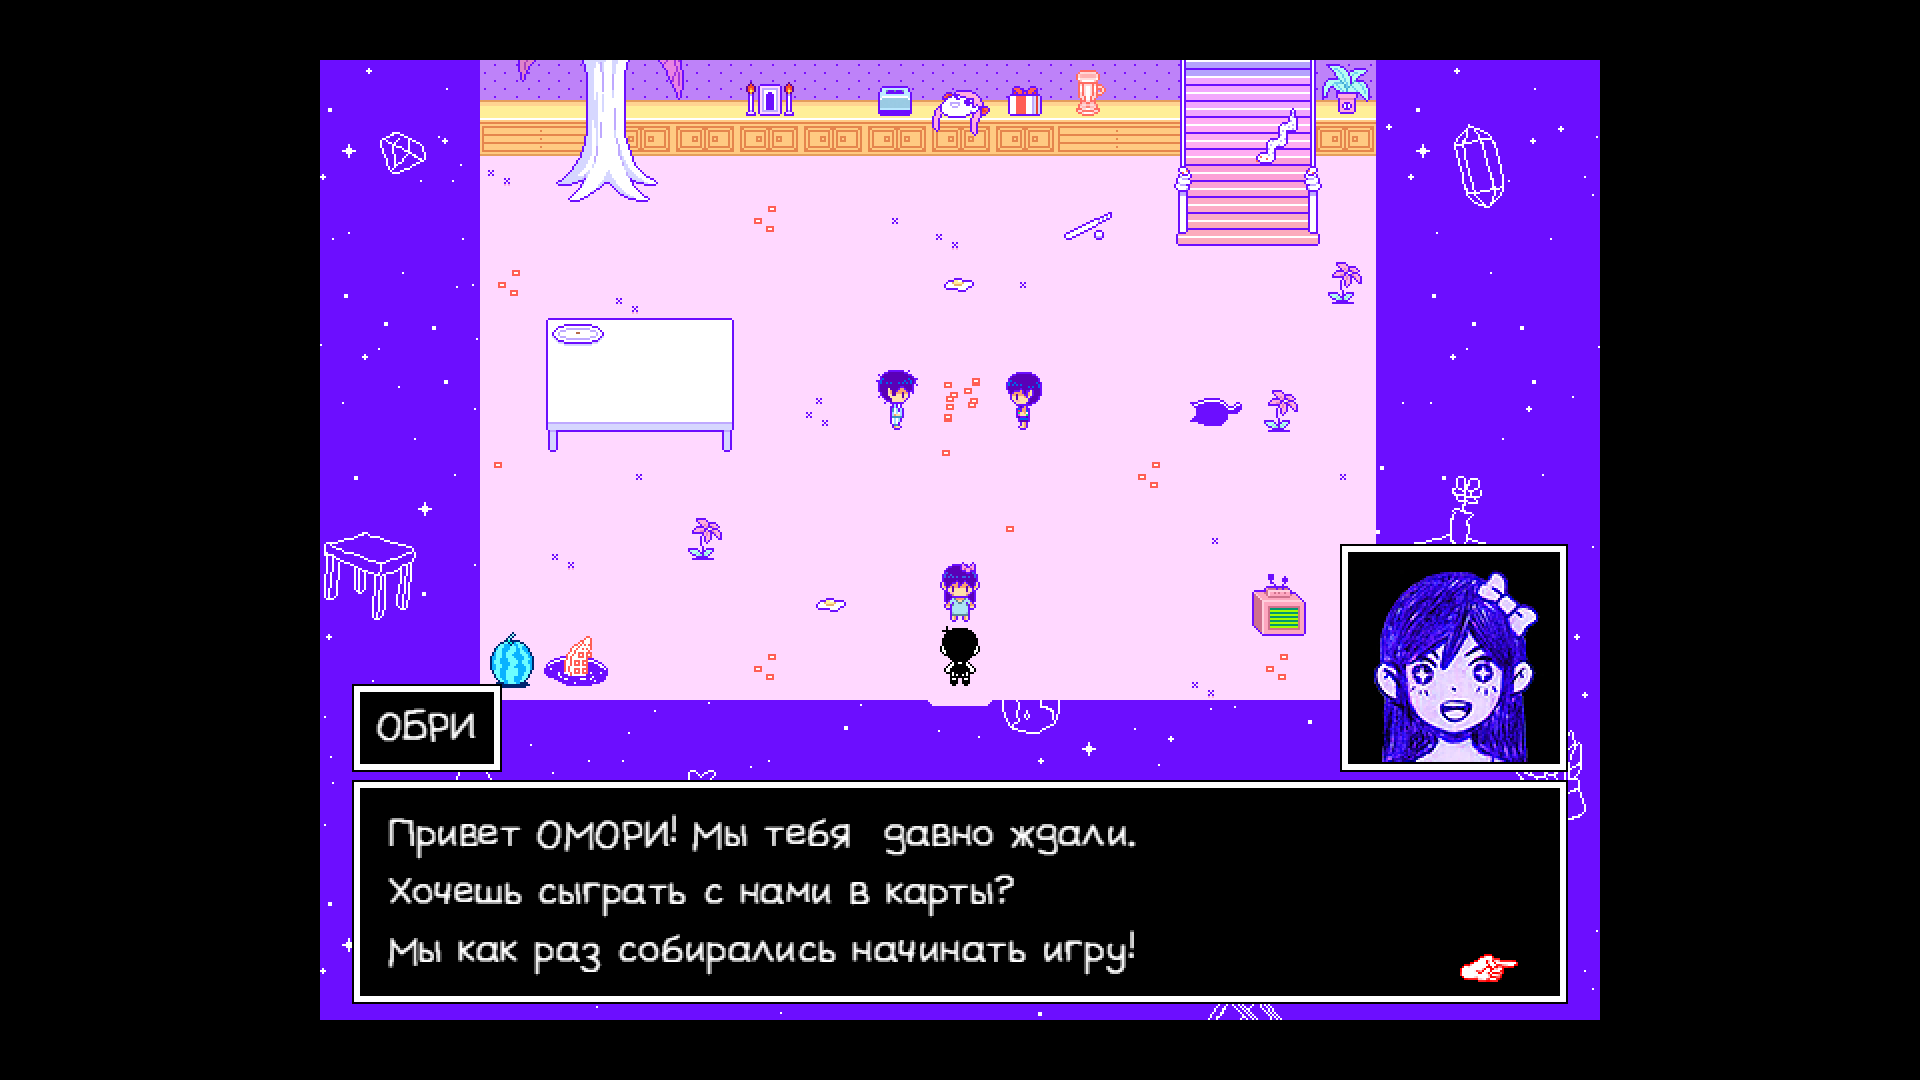 ОБРИ
Привет ОМОРИ! Мы тебя  давно ждали.
Хочешь сыграть с нами в карты?
Мы как раз собирались начинать игру!